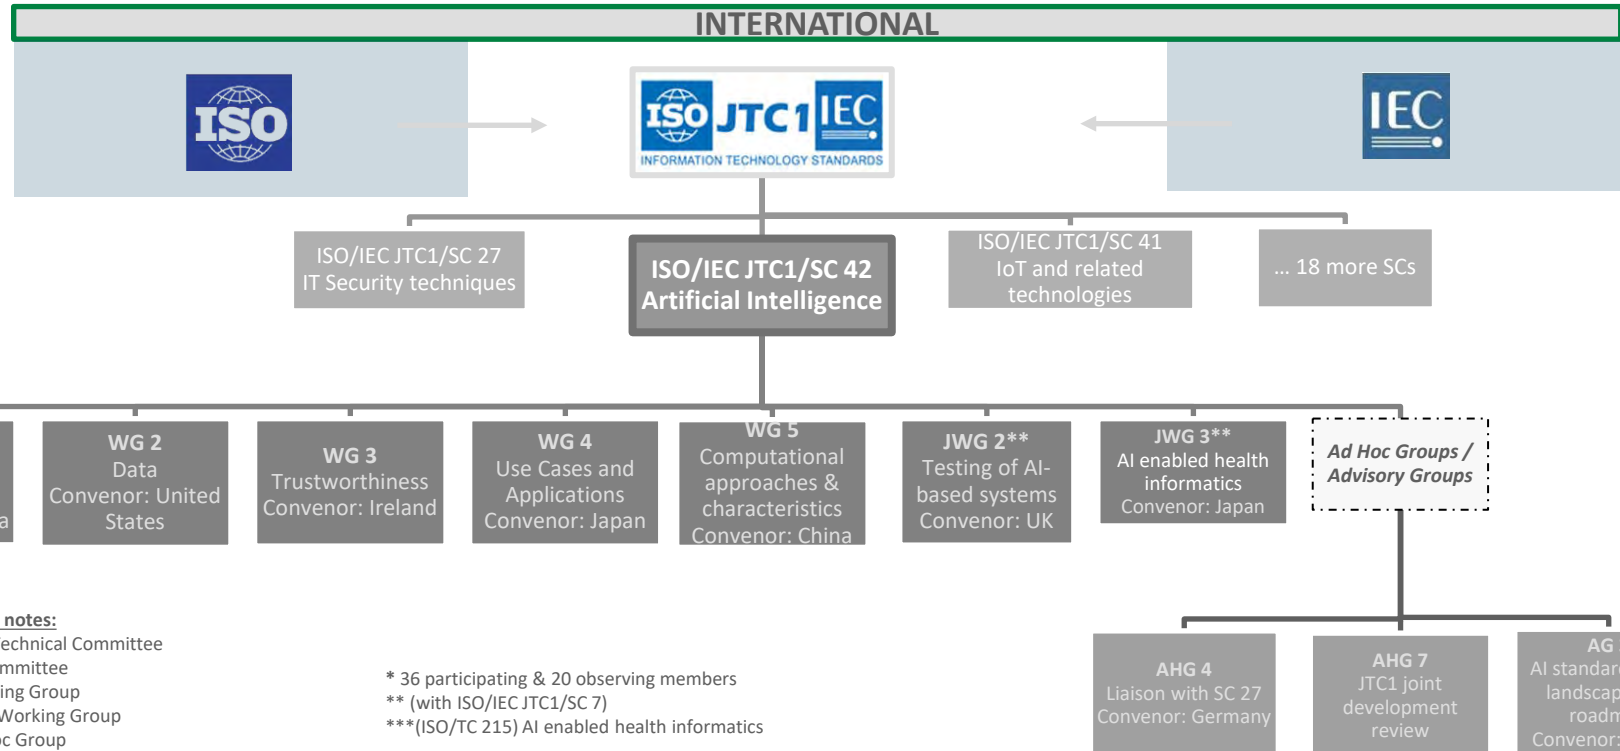 INTERNATIONAL
ISO
ISO JTC1 IEC
INFORMATION TECHNOLOGY STANDARDS
IEC
ISO/IEC JTC1/SC 27
IT Security techniques
ISO/IEC JTC1/SC 42
Artificial Intelligence
ISO/IEC JTC1/SC 41
IoT and related
technologies
... 18 more SCs
a
WG 2
Data
Convenor: United
States
WG 3
Trustworthiness
Convenor: Ireland
WG 4
Use Cases and
Applications
Convenor: Japan
WG 5
Computational
approaches &
characteristics
Convenor: China
JWG 2**
Testing of AI-
based systems
Convenor: UK
JWG 3**
AI enabled health
informatics
Convenor: Japan
Ad Hoc Groups /
Advisory Groups
notes:
Technical Committee
Group
Working Group
Group
* 36 participating & 20 observing members
** (with ISO/IEC JTC1/SC 7)
***(ISO/TC 215) AI enabled health informatics
AHG 4
Liaison with SC 27
Convenor: Germany
AHG 7
JTC1 joint
development
review
AG
AI
Convenor: